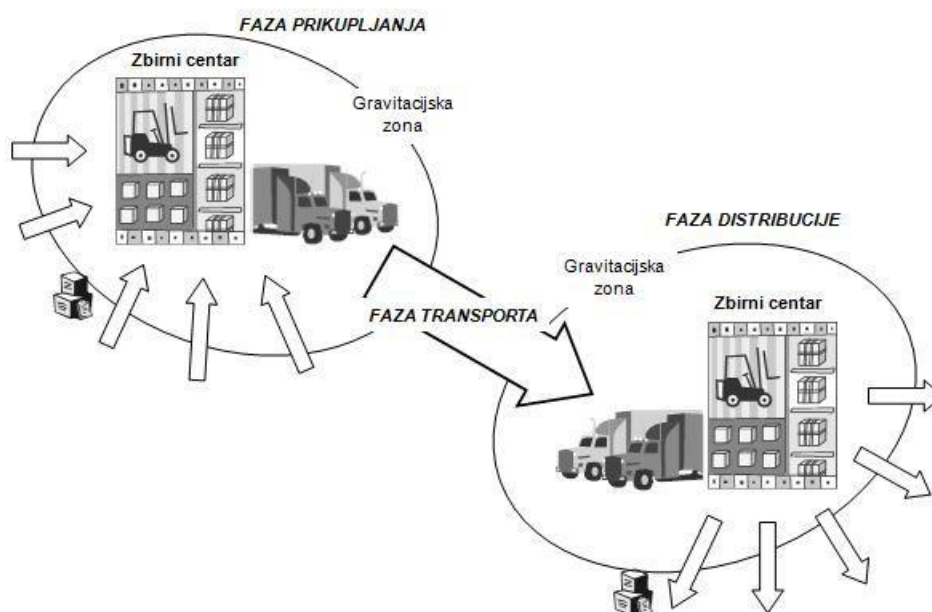 FAZA PRIKUPLJANJA
Zbirni centar
Gravitacijska
zona
FAZA DISTRIBUCIJE
Gravitacijska
zona
Zbirni centar
FAZA TRANSPORTA